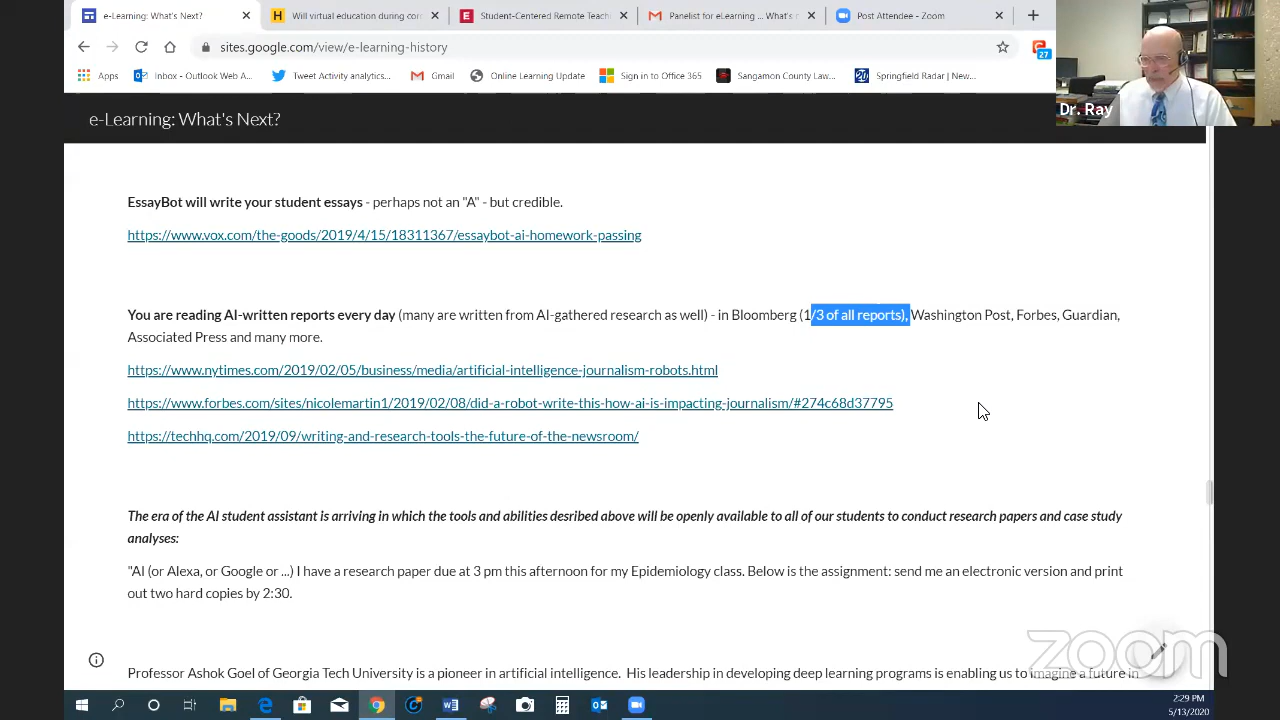 e-Learning: What's Next?
Will virtual education during cor
Student-Centered Remote Teach
Panelist for eLearning ... What's n
Post Attendee - Zoom
sites.google.com/view/e-learning-history
27
Apps
Inbox - Outlook Web A...
Tweet Activity analytics...
Gmail
Online Learning Update
Sign in to Office 365
Sangamon County Law...
Springfield Radar | New...
Dr. Ray
e-Learning: What's Next?
EssayBot will write your student essays - perhaps not an "A" - but credible.
https://www.vox.com/the-goods/2019/4/15/18311367/essaybot-ai-homework-passing
You are reading AI-written reports every day (many are written from AI-gathered research as well) - in Bloomberg (1/3 of all reports), Washington Post, Forbes, Guardian,
Associated Press and many more.
https://www.nytimes.com/2019/02/05/business/media/artificial-intelligence-journalism-robots.html
https://www.forbes.com/sites/nicolemartin1/2019/02/08/did-a-robot-write-this-how-ai-is-impacting-journalism/#274c68d37795
https://techhq.com/2019/09/writing-and-research-tools-the-future-of-the-newsroom/
The era of the AI student assistant is arriving in which the tools and abilities desribed above will be openly available to all of our students to conduct research papers and case study
analyses:
"AI (or Alexa, or Google or ...) I have a research paper due at 3 pm this afternoon for my Epidemiology class. Below is the assignment: send me an electronic version and print
out two hard copies by 2:30.
Professor Ashok Goel of Georgia Tech University is a pioneer in artificial intelligence. His leadership in developing deep learning programs is enabling us to imagine a future in
zoom
2:29 PM
5/13/2020